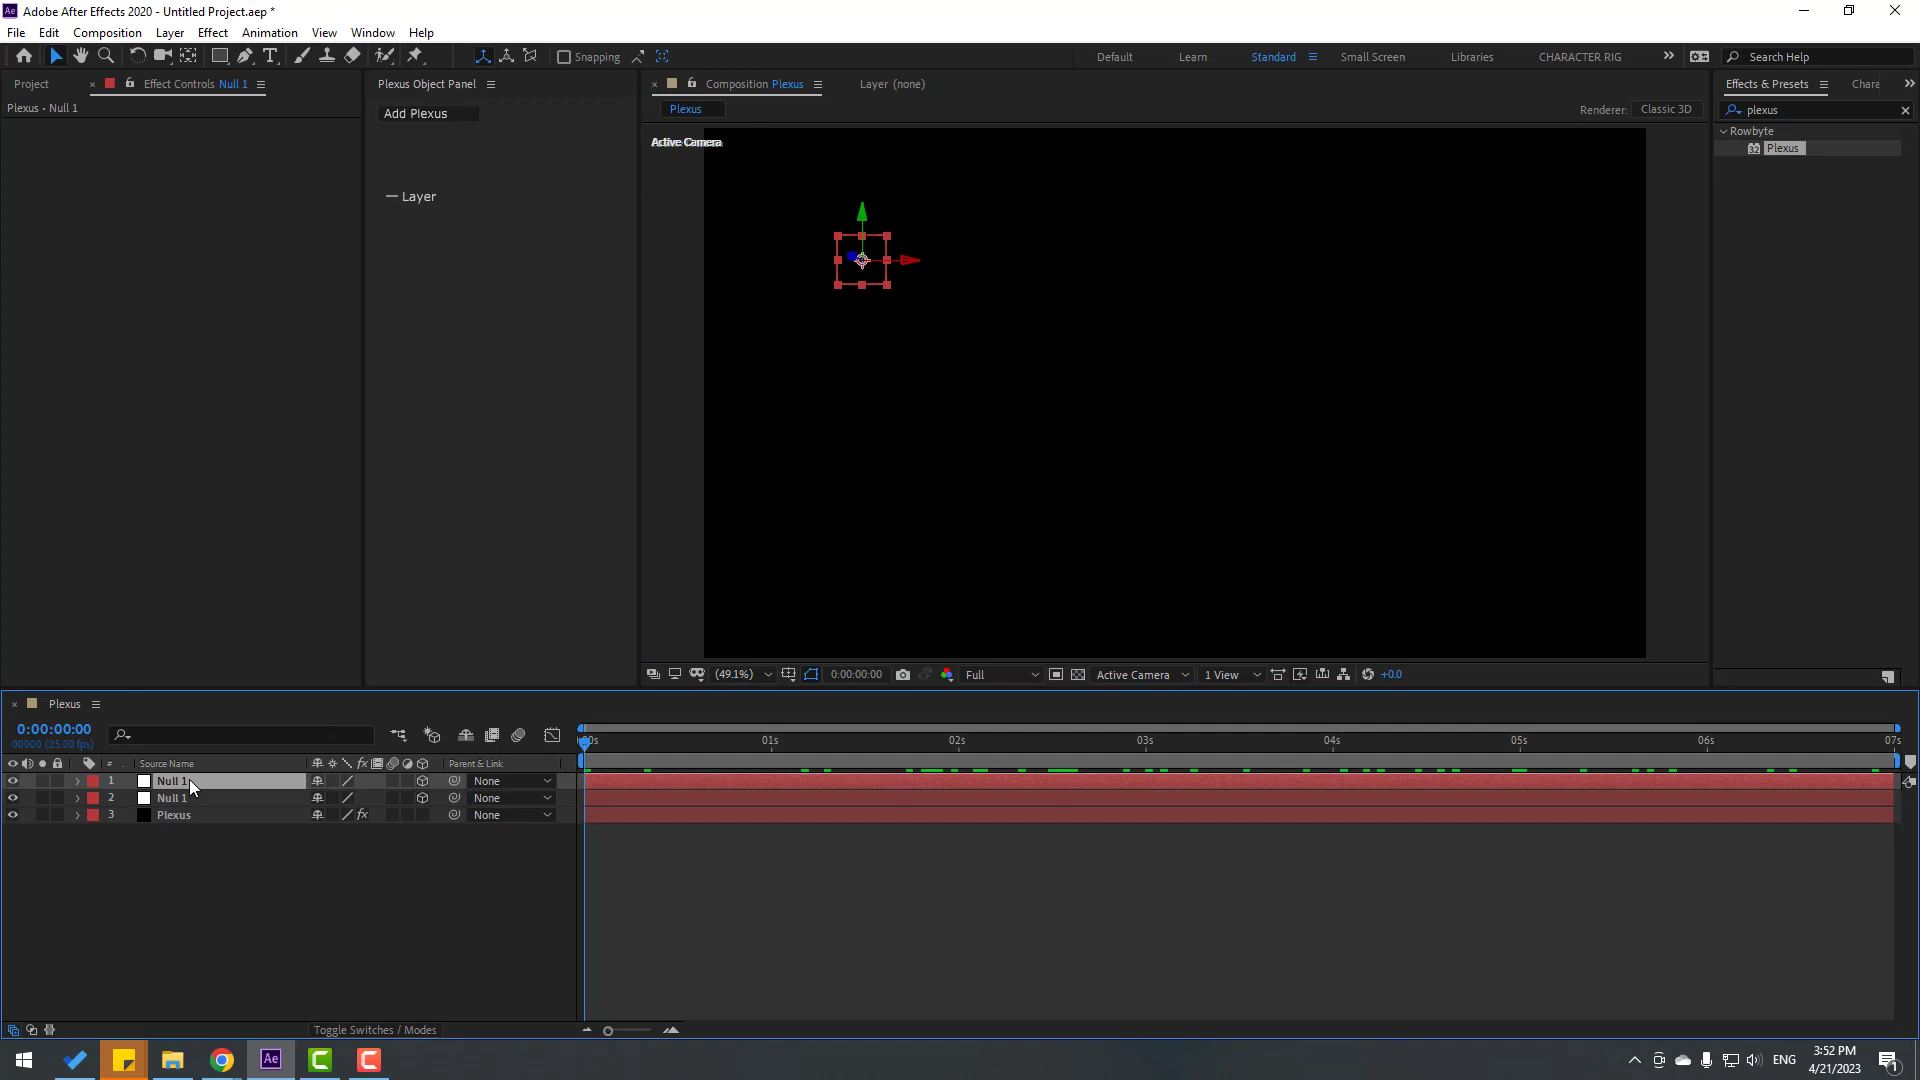 Adobe After Effects 2020 - Untitled Project.aep *
File Edit Composition Layer Effect Animation View Window Help
Snapping Default Learn Standard Small Screen Libraries CHARACTER RIG Search Help
Project Effect Controls Null 1 Plexus Object Panel Composition Plexus Layer (none) Effects & Presets Chara
Plexus • Null 1 Add Plexus Plexus Renderer: Classic 3D plexus
Rowbyte
Active Camera
32 Plexus
Layer
(49.1%) 0:00:00:00 Full Active Camera 1 View +0.0
Plexus
0:00:00:00
00000 (25.00 fps)
00s 01s 02s 03s 04s 05s 06s 07s
# . Source Name fx Parent & Link
1 Null 1 None
2 Null 1 None
3 Plexus fx None
Toggle Switches / Modes
Ae ENG 3:52 PM
4/21/2023
1